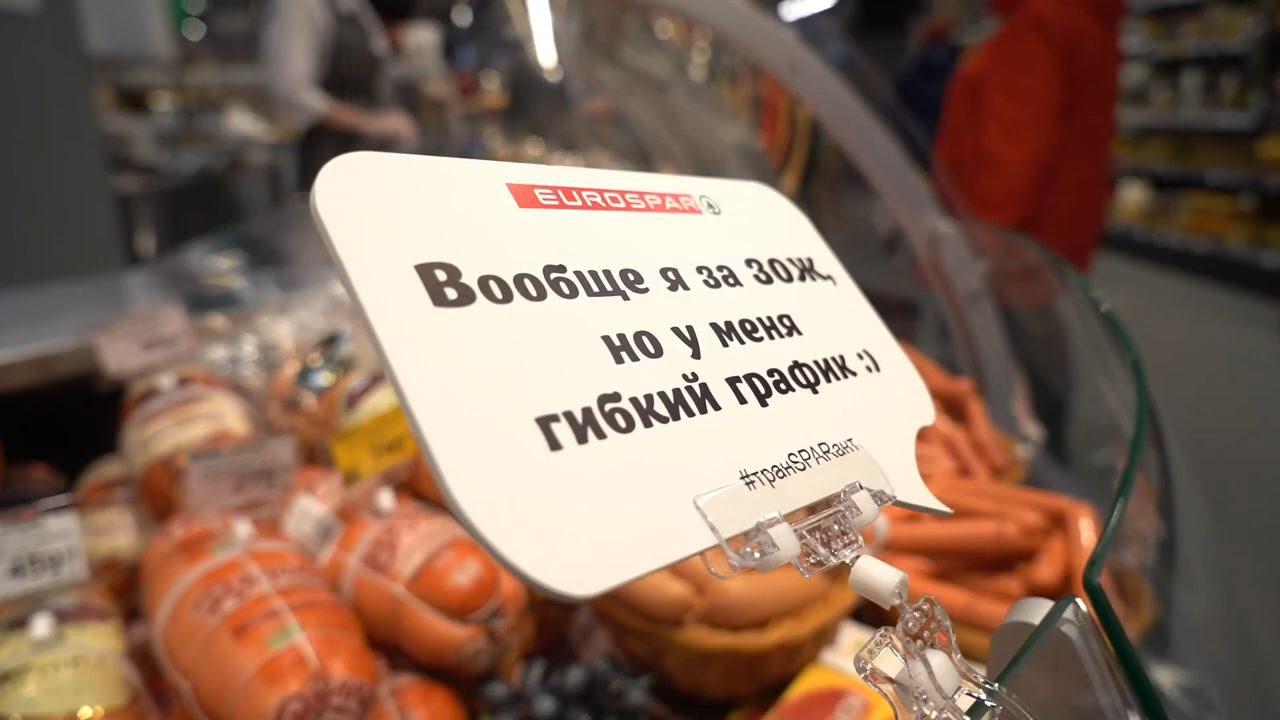 EUROSPAR
Вообще я за ЗОЖ,
но у меня
гибкий график :)
#транSPARант